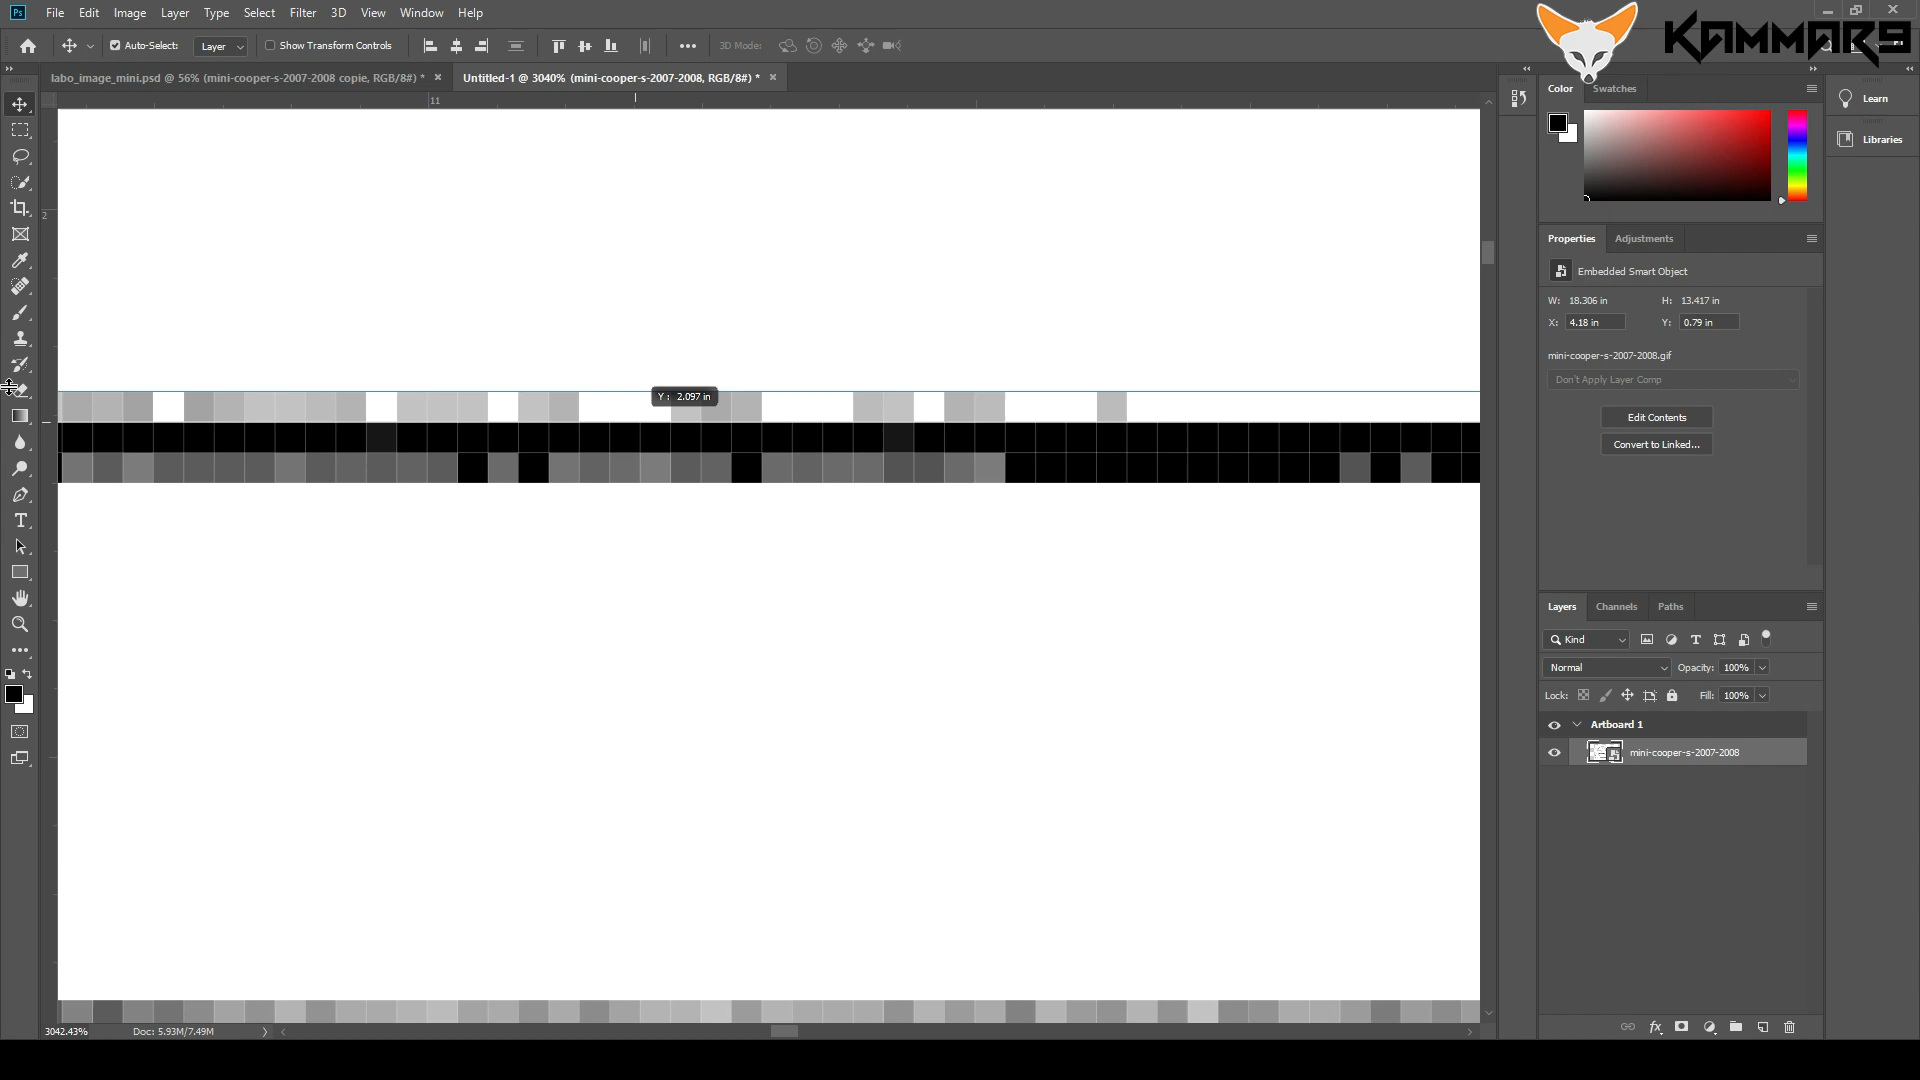 Ps File Edit Image Layer Type Select Filter 3D View Window Help
KAMMAR9
Auto-Select: Layer Show Transform Controls 3D Mode:
labo_image_mini.psd @ 56% (mini-cooper-s-2007-2008 copie, RGB/8#) * Untitled-1 @ 3040% (mini-cooper-s-2007-2008, RGB/8#) *
11
2
Y : 2.097 in
3042.43% Doc: 5.93M/7.49M
Color Swatches
Learn
Libraries
Properties Adjustments
Embedded Smart Object
W: 18.306 in H: 13.417 in
X: 4.18 in Y: 0.79 in
mini-cooper-s-2007-2008.gif
Don't Apply Layer Comp
Edit Contents
Convert to Linked...
Layers Channels Paths
Kind
Normal Opacity: 100%
Lock: Fill: 100%
Artboard 1
mini-cooper-s-2007-2008
fx